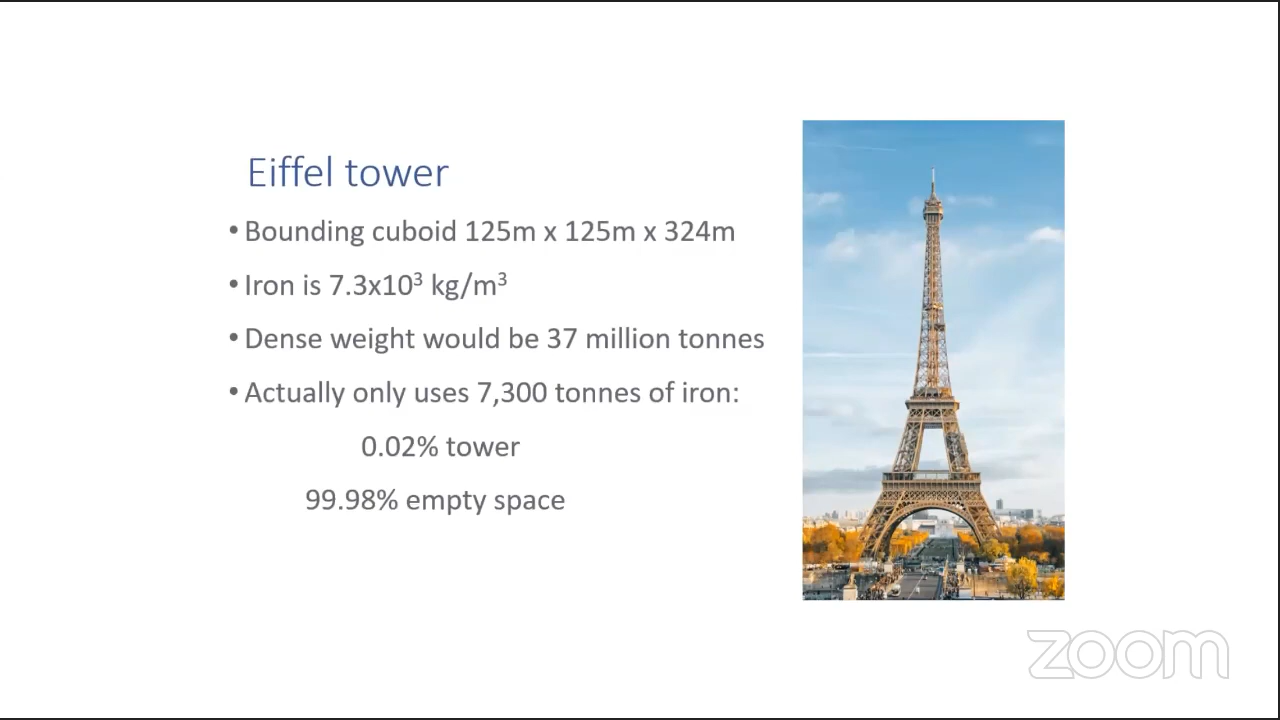 Eiffel tower
• Bounding cuboid 125m x 125m x 324m
• Iron is 7.3x10³ kg/m³
• Dense weight would be 37 million tonnes
• Actually only uses 7,300 tonnes of iron:
0.02% tower
99.98% empty space
zoom